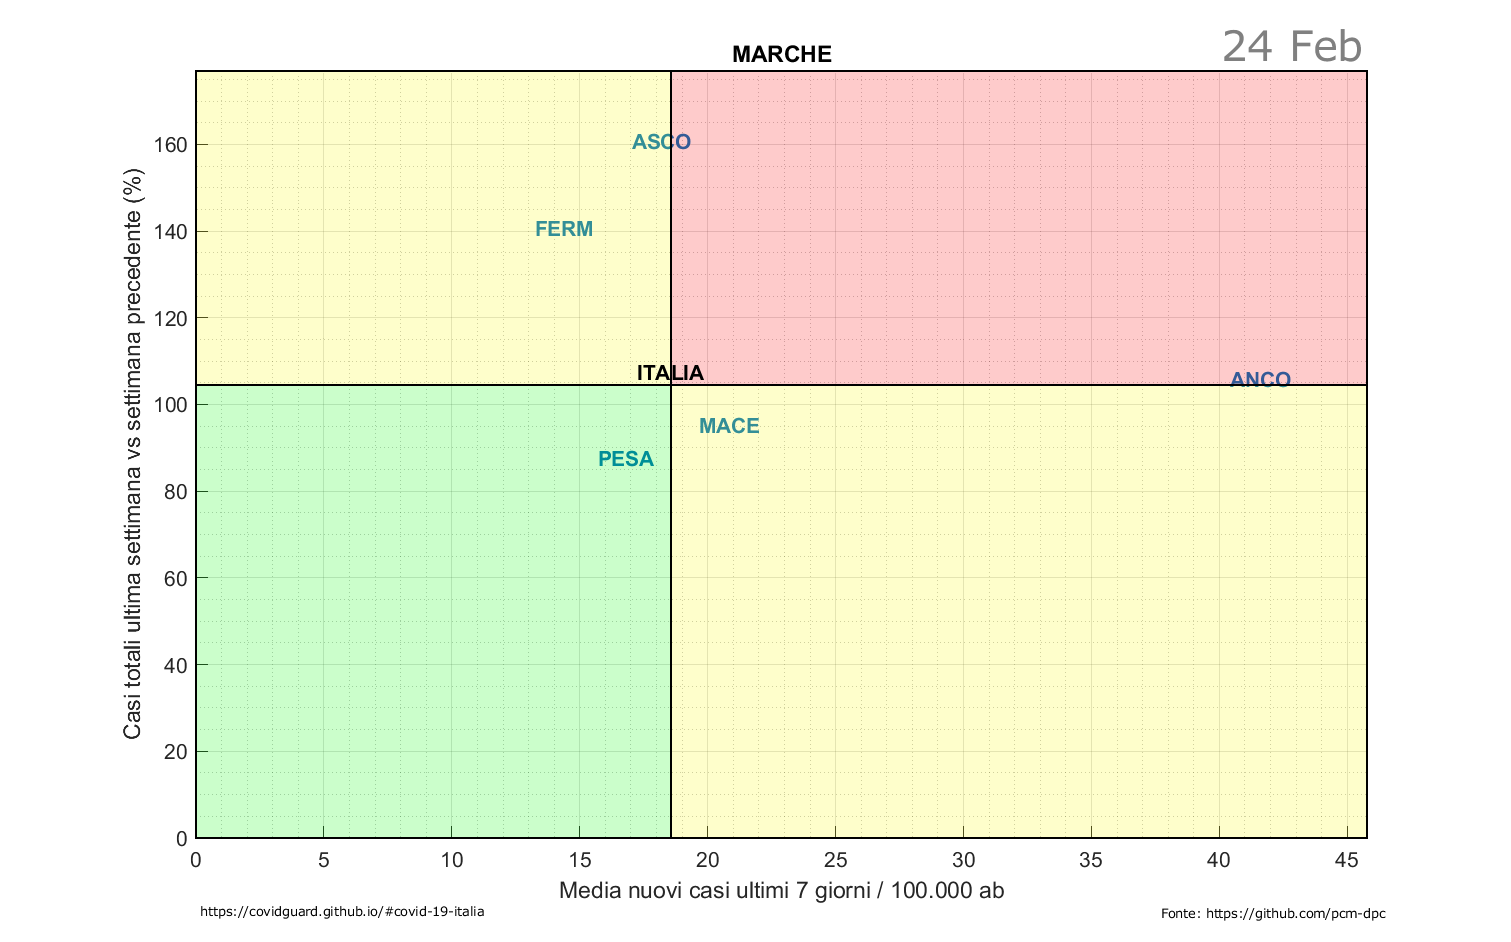 24 Feb
MARCHE
Casi totali ultima settimana vs settimana precedente (%)
160
140
120
100
80
60
40
20
0
ASCO
FERM
ITALIA
ANCO
MACE
PESA
0 5 10 15 20 25 30 35 40 45
Media nuovi casi ultimi 7 giorni / 100.000 ab
https://covidguard.github.io/#covid-19-italia
Fonte: https://github.com/pcm-dpc